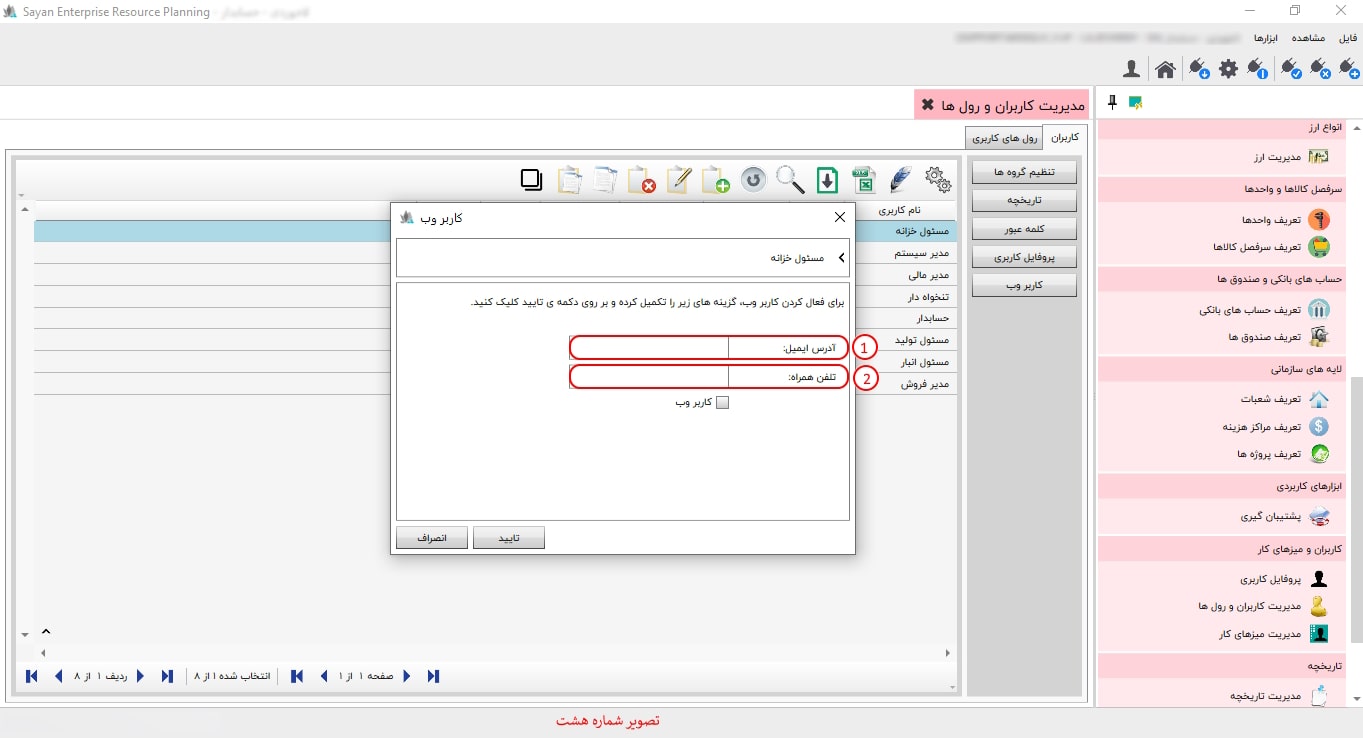 Sayan Enterprise Resource Planning
فایل مشاهده ابزارها
مدیریت کاربران و رول ها
کاربران
رول های کاربری
انواع ارز
مدیریت ارز
سرفصل کالاها و واحدها
تعریف واحدها
تعریف سرفصل کالاها
حساب های بانکی و صندوق ها
تعریف حساب های بانکی
تعریف صندوق ها
لایه های سازمانی
تعریف شعبات
تعریف مراکز هزینه
تعریف پروژه ها
ابزارهای کاربردی
پشتیبان گیری
کاربران و میزهای کار
پروفایل کاربری
مدیریت کاربران و رول ها
مدیریت میزهای کار
تاریخچه
مدیریت تاریخچه
تنظیم گروه ها
تاریخچه
کلمه عبور
پروفایل کاربری
کاربر وب
نام کاربری
مسئول خزانه
مدیر سیستم
مدیر مالی
تنخواه دار
حسابدار
مسئول تولید
مسئول انبار
مدیر فروش
کاربر وب
مسئول خزانه
برای فعال کردن کاربر وب، گزینه های زیر را تکمیل کرده و بر روی دکمه ی تایید کلیک کنید.
آدرس ایمیل:
1
تلفن همراه:
2
کاربر وب
تایید
انصراف
صفحه ۱ از ۱
انتخاب شده ۱ از ۸
ردیف ۱ از ۸
تصویر شماره هشت